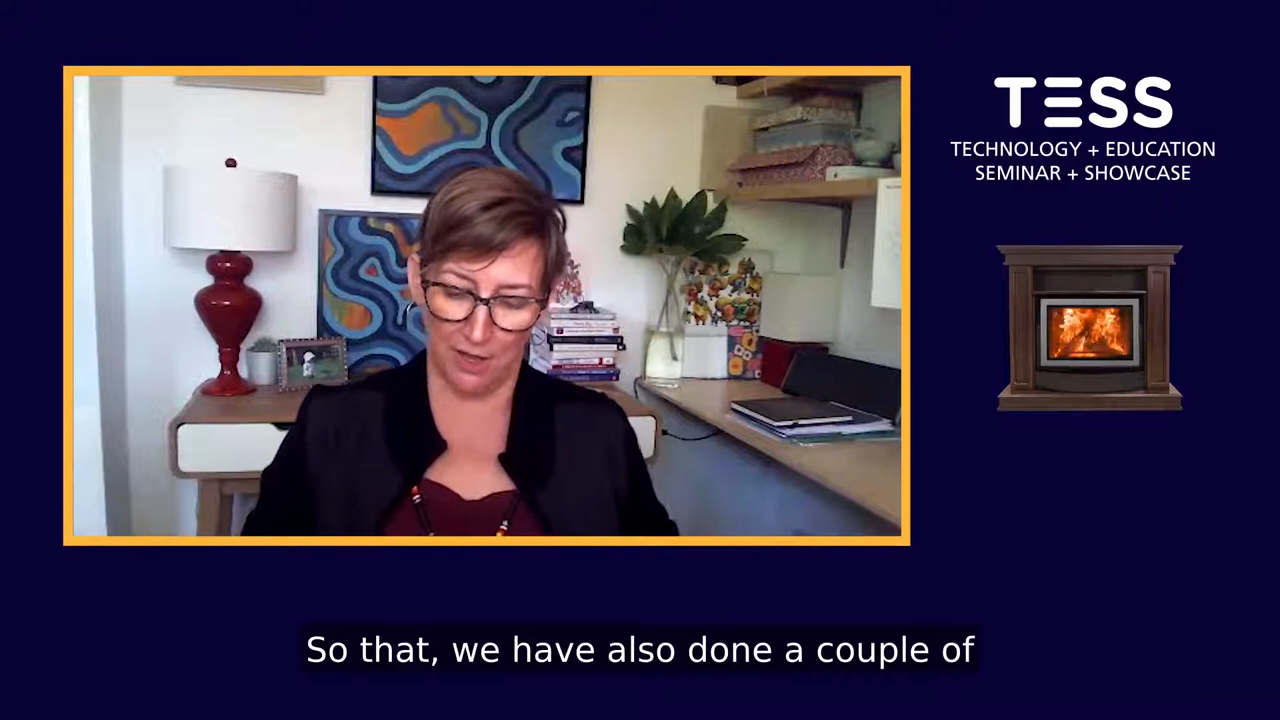 TESS
TECHNOLOGY + EDUCATION
SEMINAR + SHOWCASE
So that, we have also done a couple of